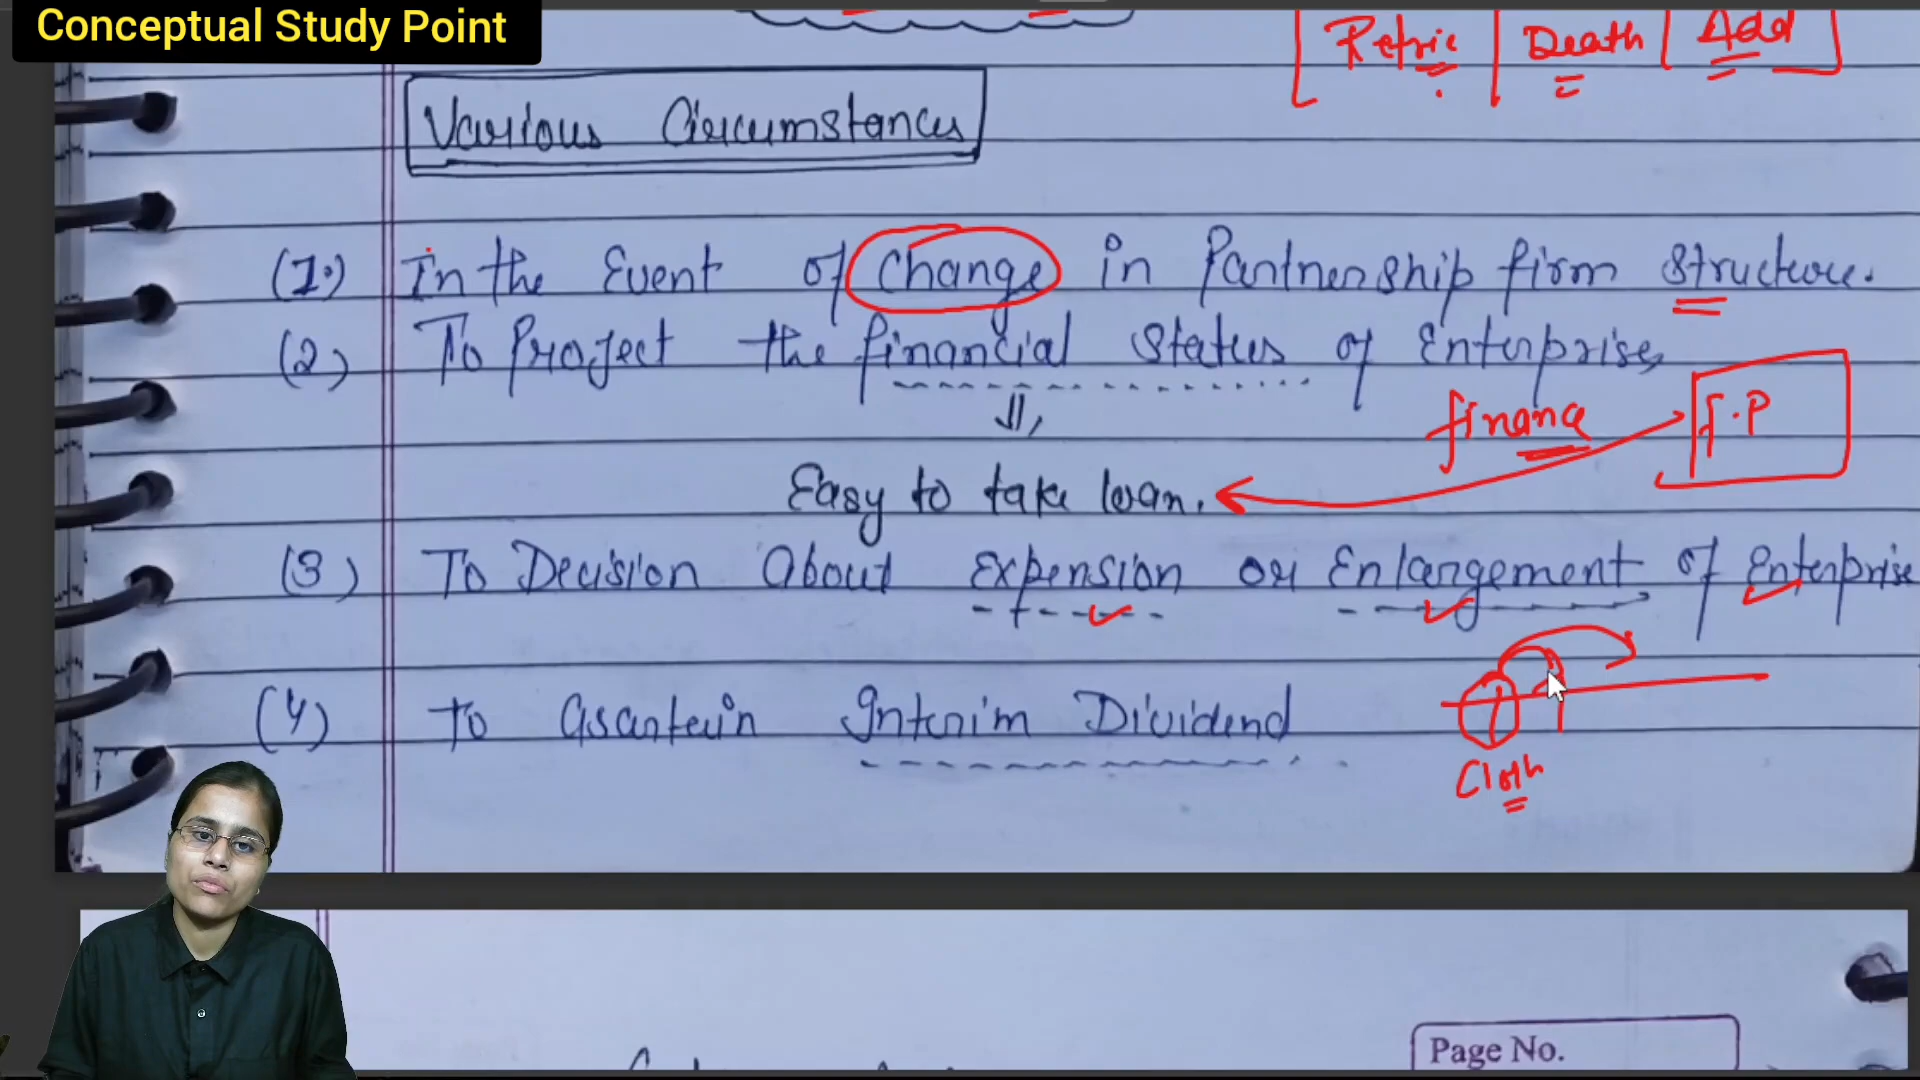 Conceptual Study Point
Retrie Death Add
Various Circumstances
(1.) In the Event of Change in Partnership firm Structure.
(2) To Project the financial Status of Enterprise,
finance f.P
Easy to take loan.
(3) To Decision About Expension or Enlargement of Enterprise
(4) To Asartein Interim Dividend
Cloth
Page No.